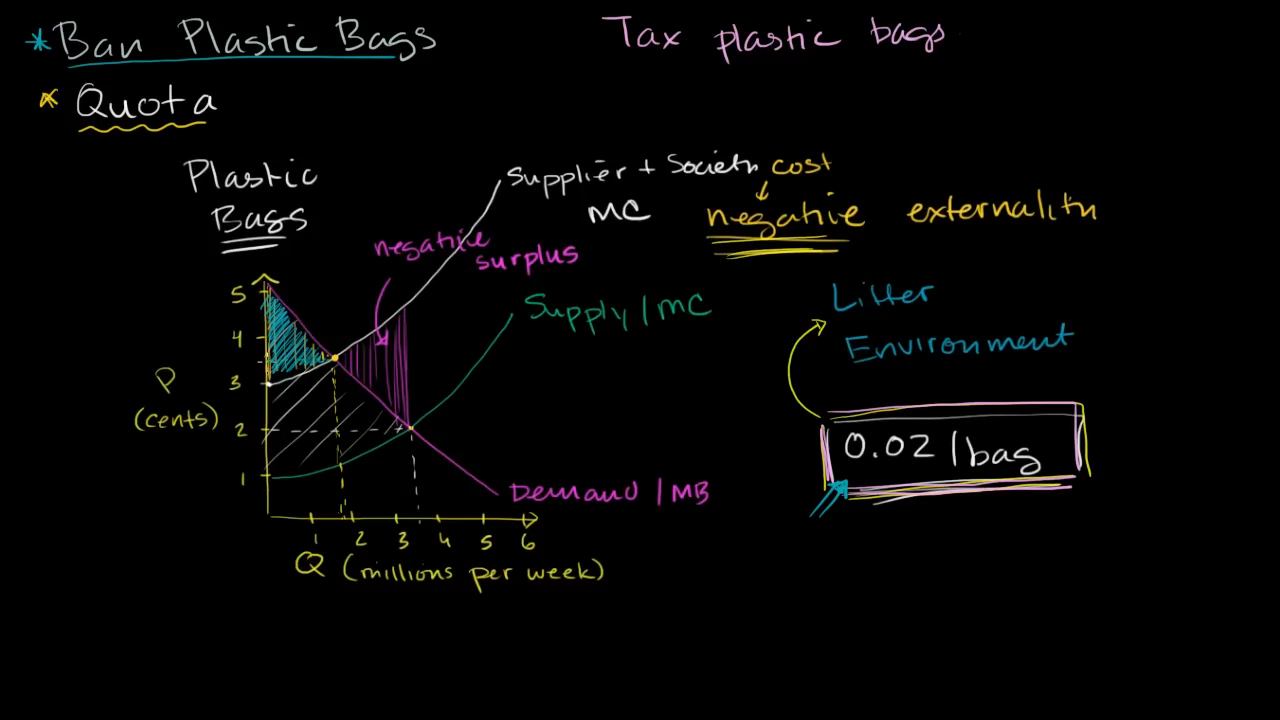 * Ban Plastic Bags
Tax plastic bags
* Quota
Plastic
Bags
Supplier + Society cost
MC
negative externality
negative
surplus
Supply/MC
Litter
Environment
0.02/bag
Demand/MB
P
(cents)
5
4
3
2
1
1 2 3 4 5 6
Q (millions per week)